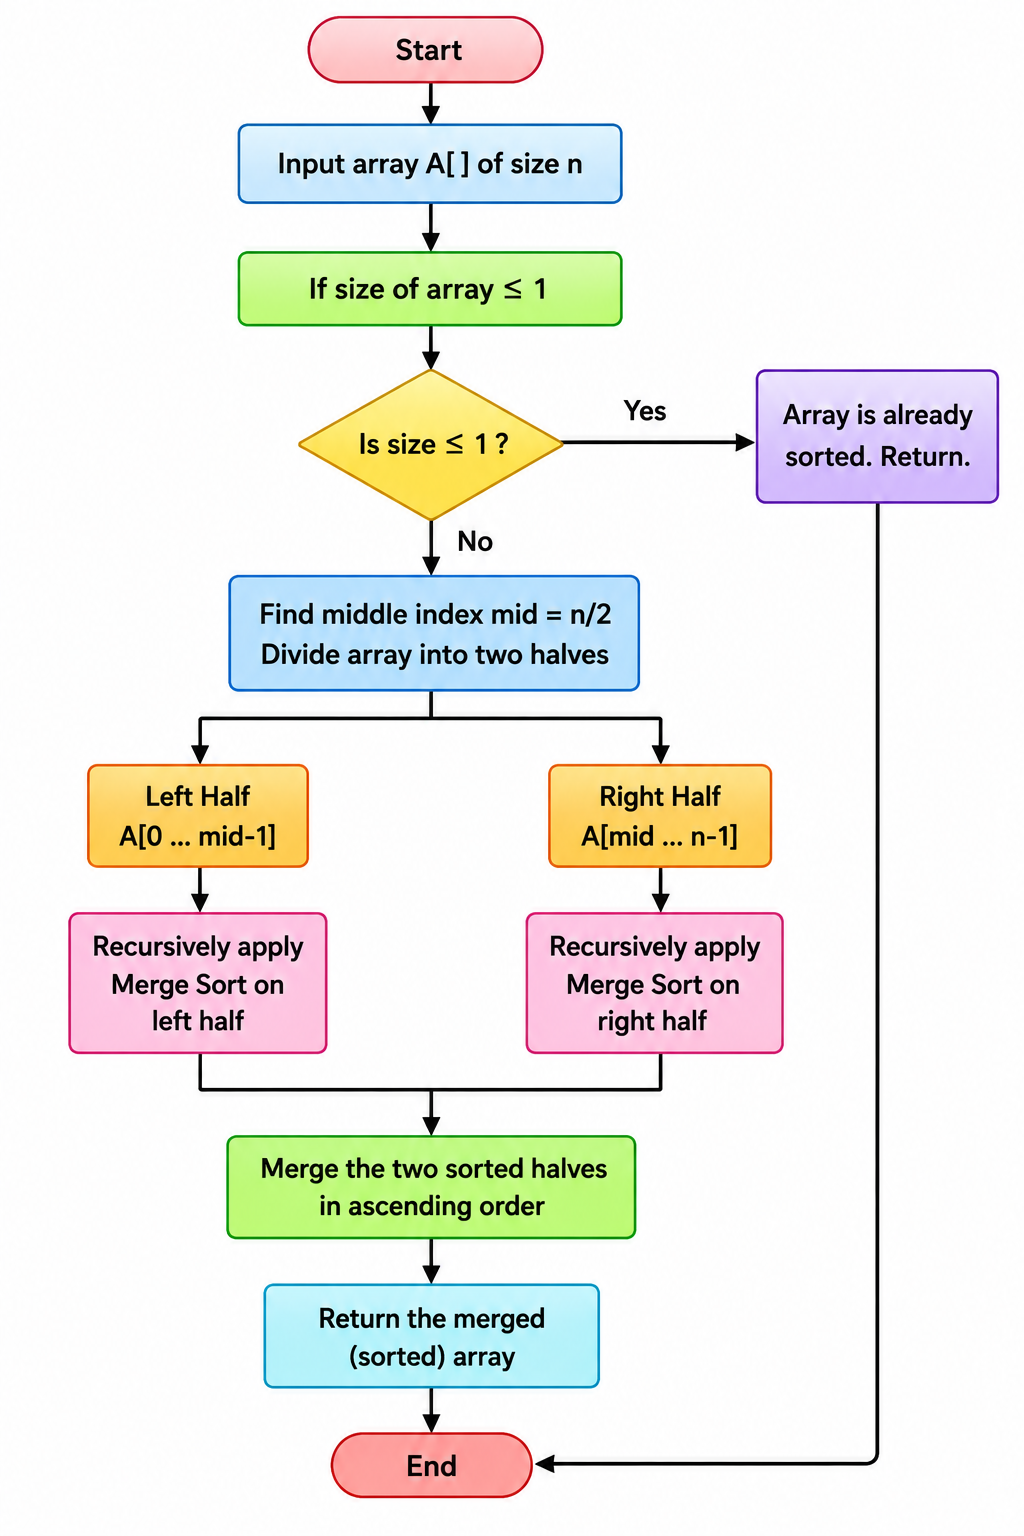 Start
Input array A[ ] of size n
If size of array ≤ 1
Is size ≤ 1 ?
Yes
Array is already
sorted. Return.
No
Find middle index mid = n/2
Divide array into two halves
Left Half
A[0 ... mid-1]
Right Half
A[mid ... n-1]
Recursively apply
Merge Sort on
left half
Recursively apply
Merge Sort on
right half
Merge the two sorted halves
in ascending order
Return the merged
(sorted) array
End